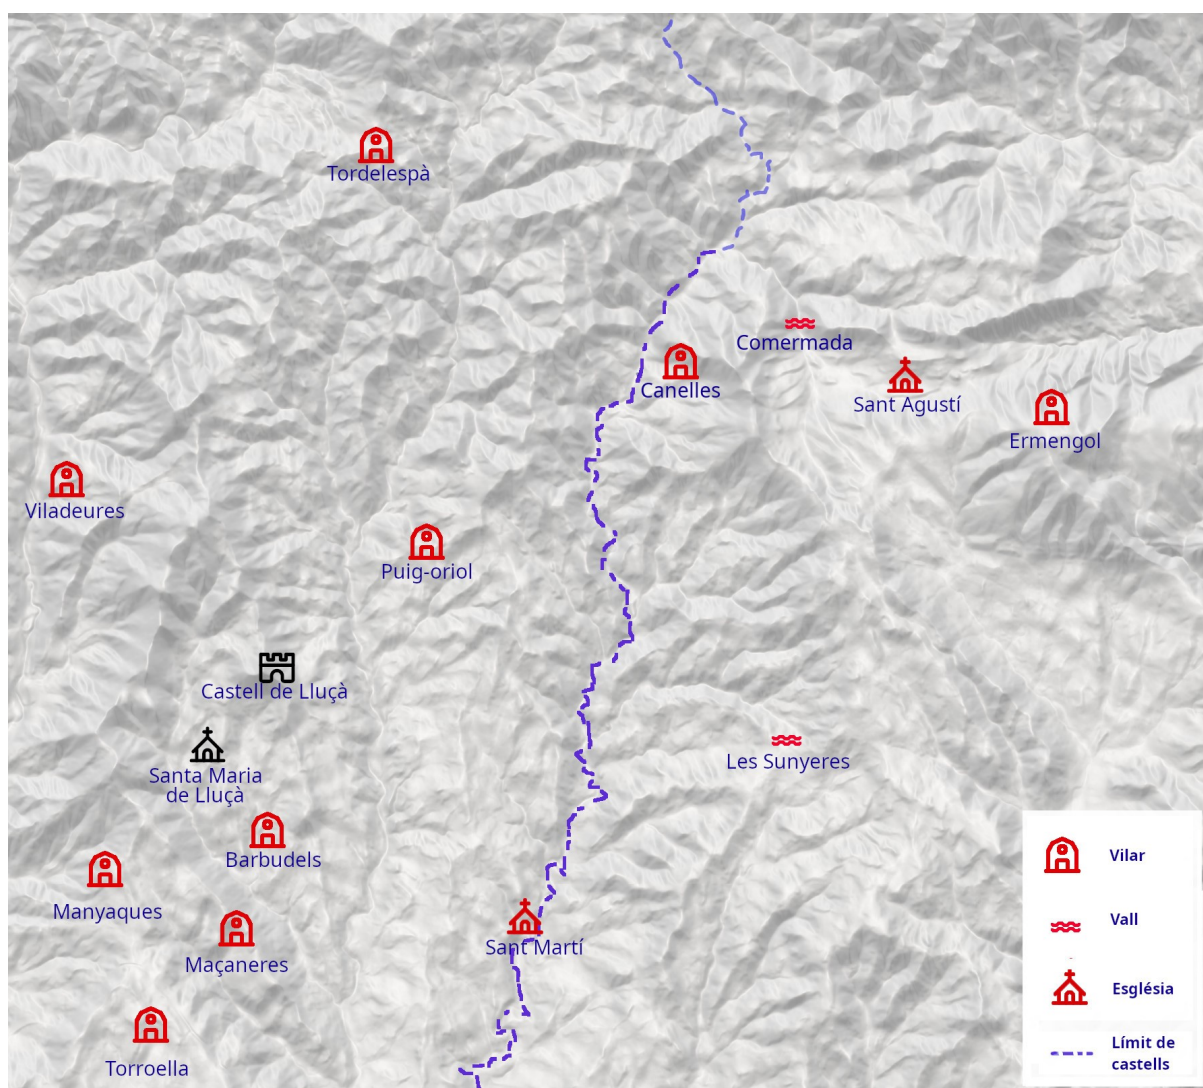 Tordelespà
Comermada
Canelles
Sant Agustí
Ermengol
Viladeures
Puig-oriol
Castell de Lluçà
Santa Maria
de Lluçà
Les Sunyeres
Barbudels
Manyaques
Sant Martí
Maçaneres
Torroella
Vilar
Vall
Església
Límit de
castells